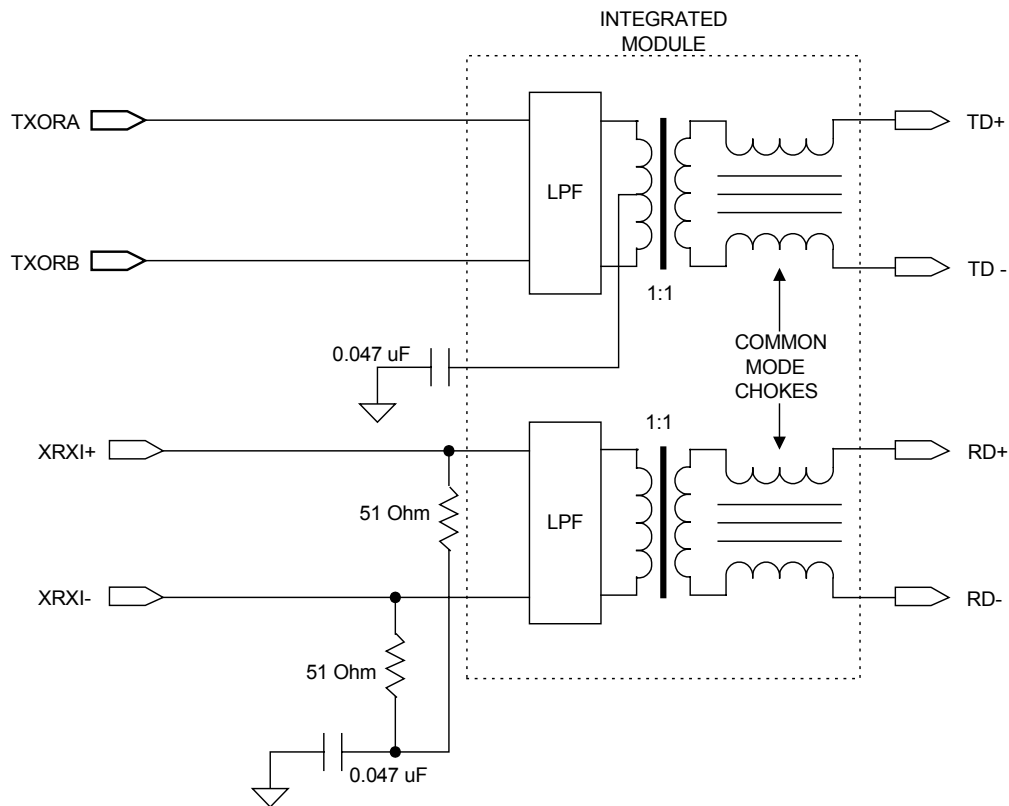 INTEGRATED
MODULE
TXORA
TD+
LPF
TXORB
TD -
1:1
0.047 uF
COMMON
MODE
CHOKES
1:1
XRXI+
RD+
51 Ohm
LPF
XRXI-
RD-
51 Ohm
0.047 uF